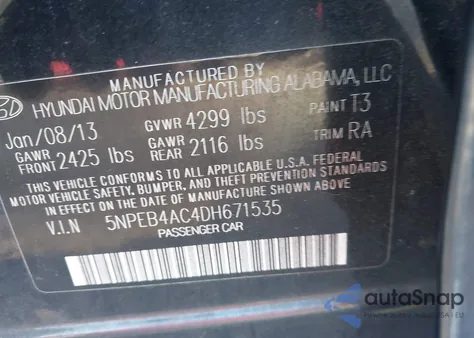 MANUFACTURED BY
HYUNDAI MOTOR MANUFACTURING ALABAMA, LLC
Jan/08/13 GVWR 4299 lbs PAINT T3
GAWR FRONT 2425 lbs GAWR REAR 2116 lbs TRIM RA
THIS VEHICLE CONFORMS TO ALL APPLICABLE U.S.A FEDERAL
MOTOR VEHICLE SAFETY, BUMPER, AND THEFT PREVENTION
STANDARDS IN EFFECT ON THE DATE OF MANUFACTURE SHOWN ABOVE.
V.I.N 5NPEB4AC4DH671535
PASSENGER CAR
autoSnap